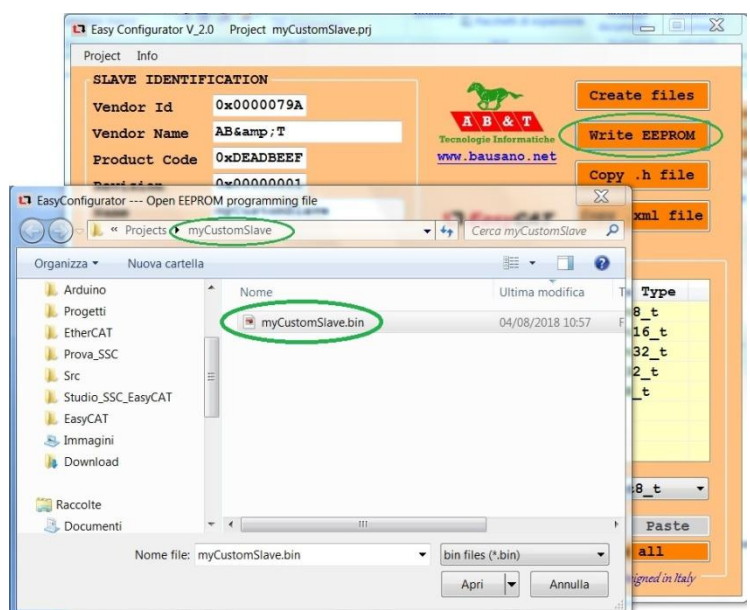 Easy Configurator V_2.0 Project myCustomSlave.prj
Project Info
SLAVE IDENTIFICATION
Vendor Id 0x0000079A
Vendor Name AB&amp;T
Product Code 0xDEADBEEF
Revision 0x00000001
A B & T
Tecnologie Informatiche
www.bausano.net
Create files
Write EEPROM
Copy .h file
xml file
EasyConfigurator --- Open EEPROM programming file
« Projects myCustomSlave
Cerca myCustomSlave
Organizza Nuova cartella
Arduino
Progetti
EtherCAT
Prova_SSC
Src
Studio_SSC_EasyCAT
EasyCAT
Immagini
Download
Raccolte
Documenti
Nome Ultima modifica T
myCustomSlave.bin 04/08/2018 10:57 F
Type
8_t
16_t
32_t
2_t
_t
t8_t
Paste
all
igned in Italy
Nome file: myCustomSlave.bin
bin files (*.bin)
Apri Annulla